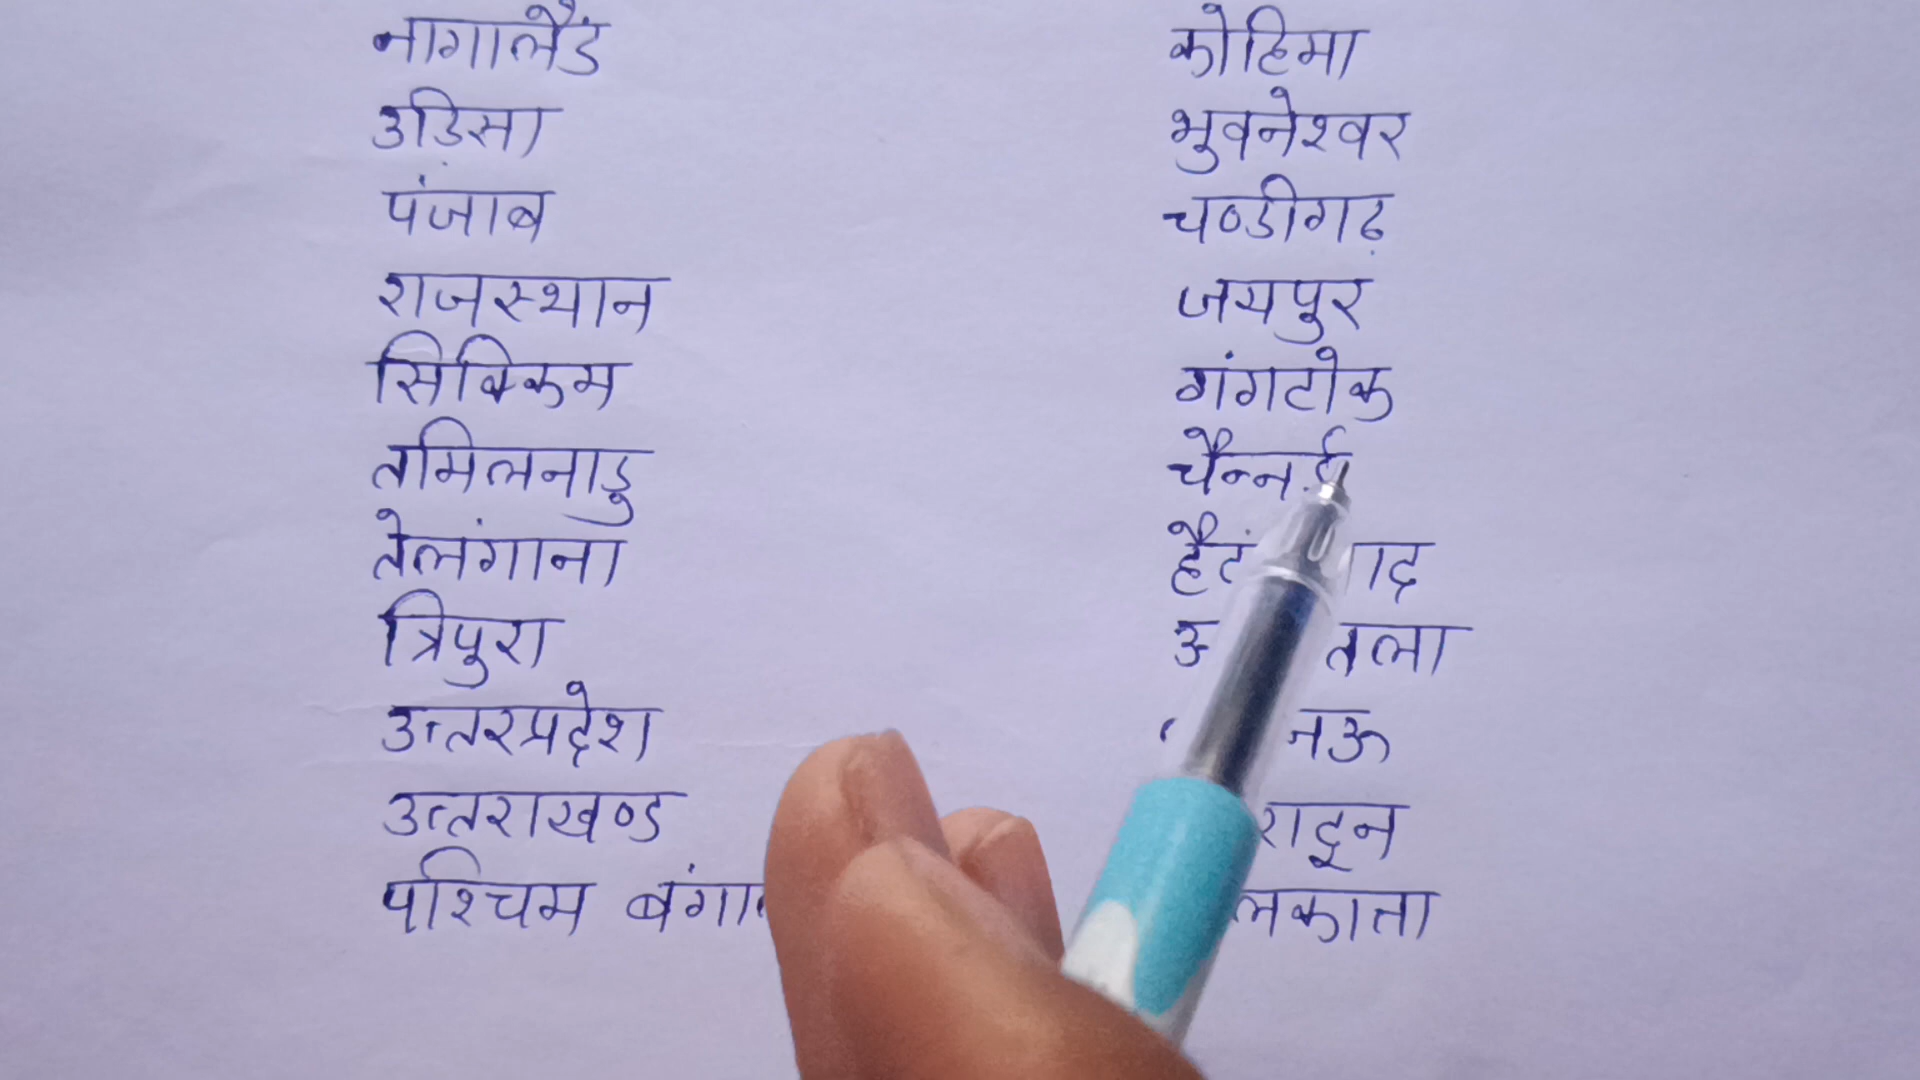 नागालैंड कोहिमा
उड़िसा भुवनेश्वर
पंजाब चण्डीगढ़
राजस्थान जयपुर
सिक्किम गंगटोक
तमिलनाडु चैन्नई
तेलंगाना
त्रिपुरा
उत्तरप्रदेश
उत्तराखण्ड
पश्चिम